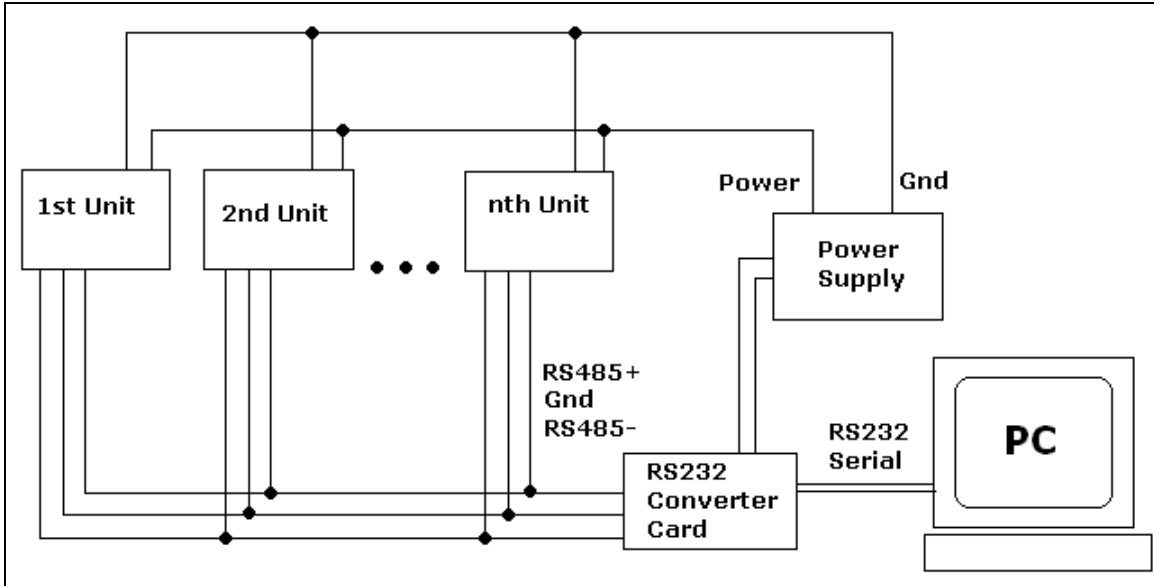 1st Unit
2nd Unit
nth Unit
Power
Gnd
Power
Supply
RS485+
Gnd
RS485-
RS232
Converter
Card
RS232
Serial
PC